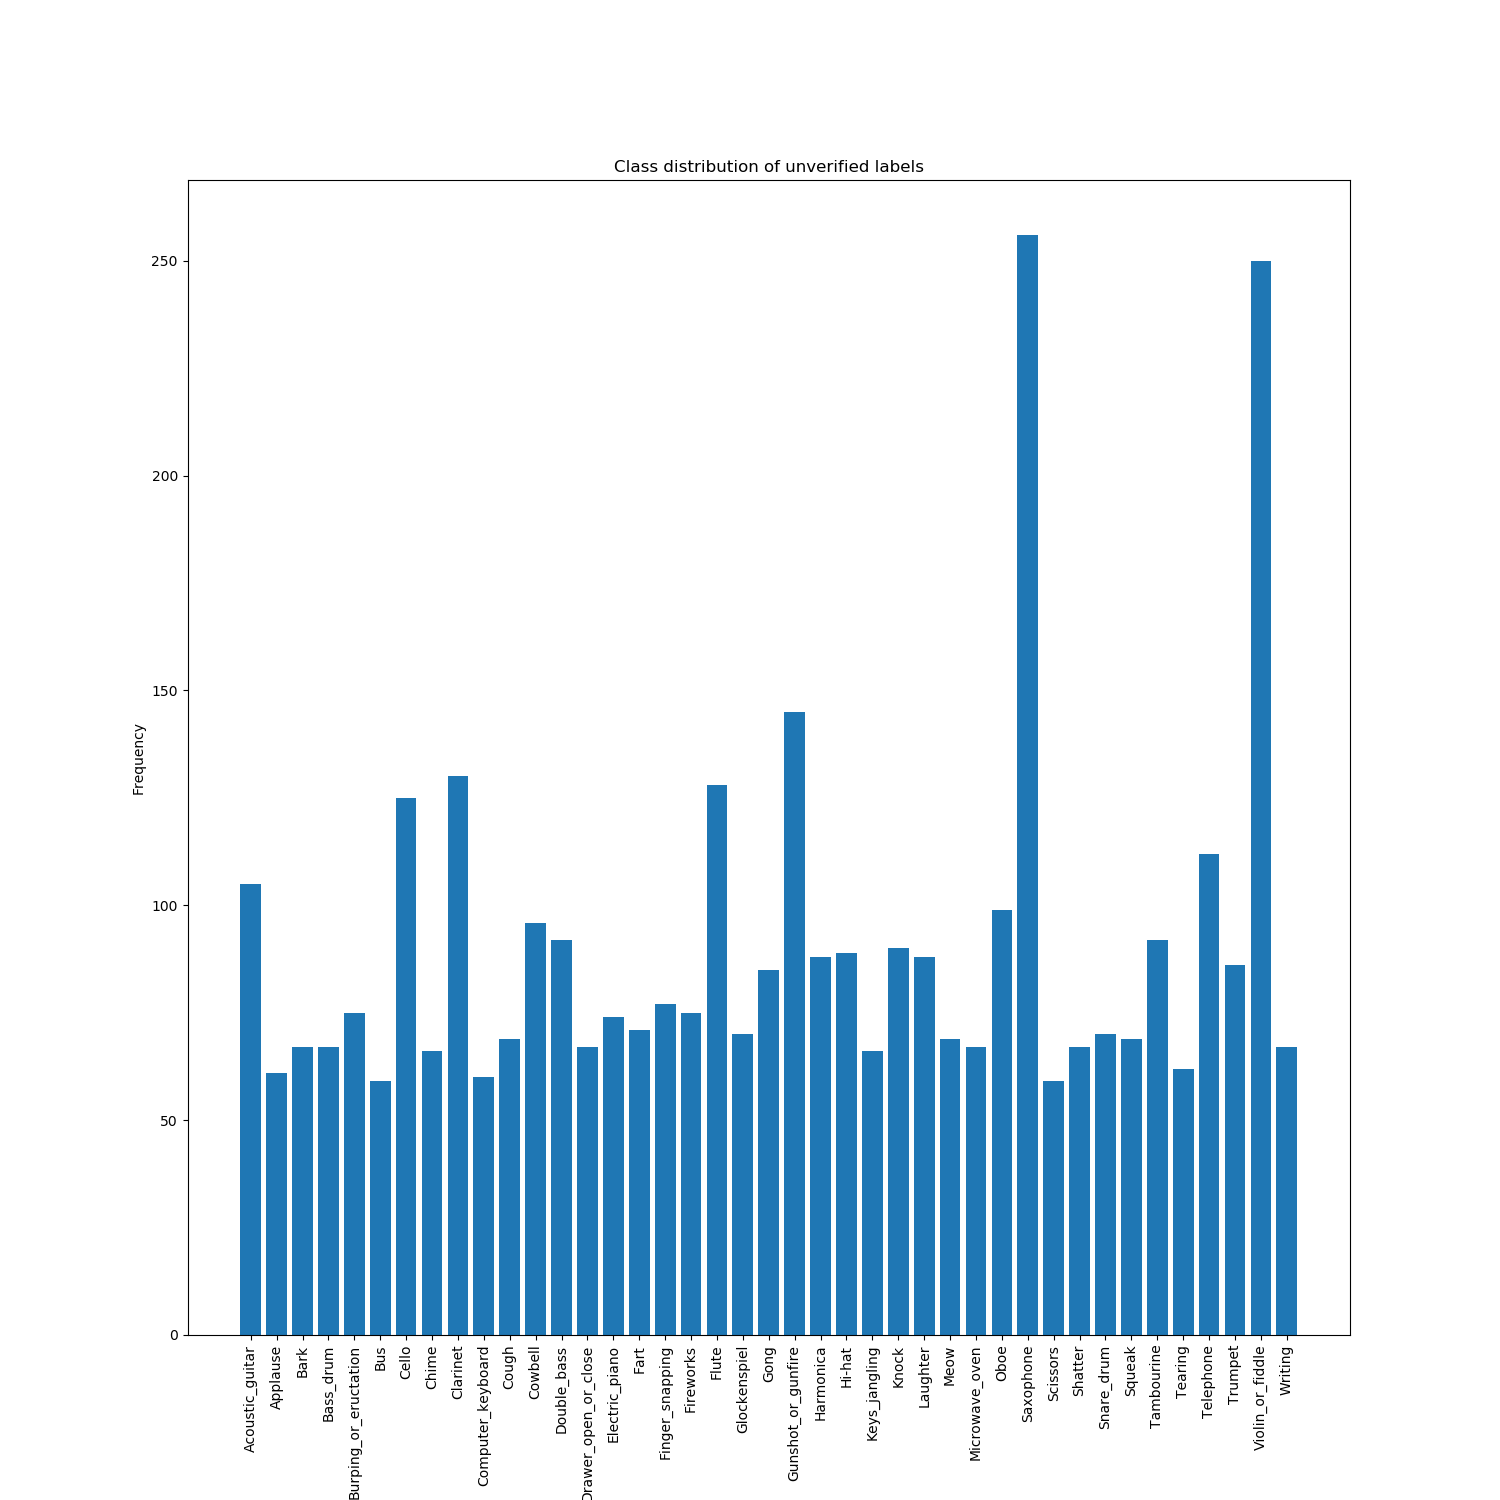 Class distribution of unverified labels
250
200
150
100
50
0
Frequency
Acoustic_guitar
Applause
Bark
Bass_drum
Burping_or_eructation
Bus
Cello
Chime
Clarinet
Computer_keyboard
Cough
Cowbell
Double_bass
Drawer_open_or_close
Electric_piano
Fart
Finger_snapping
Fireworks
Flute
Glockenspiel
Gong
Gunshot_or_gunfire
Harmonica
Hi-hat
Keys_jangling
Knock
Laughter
Meow
Microwave_oven
Oboe
Saxophone
Scissors
Shatter
Snare_drum
Squeak
Tambourine
Tearing
Telephone
Trumpet
Violin_or_fiddle
Writing